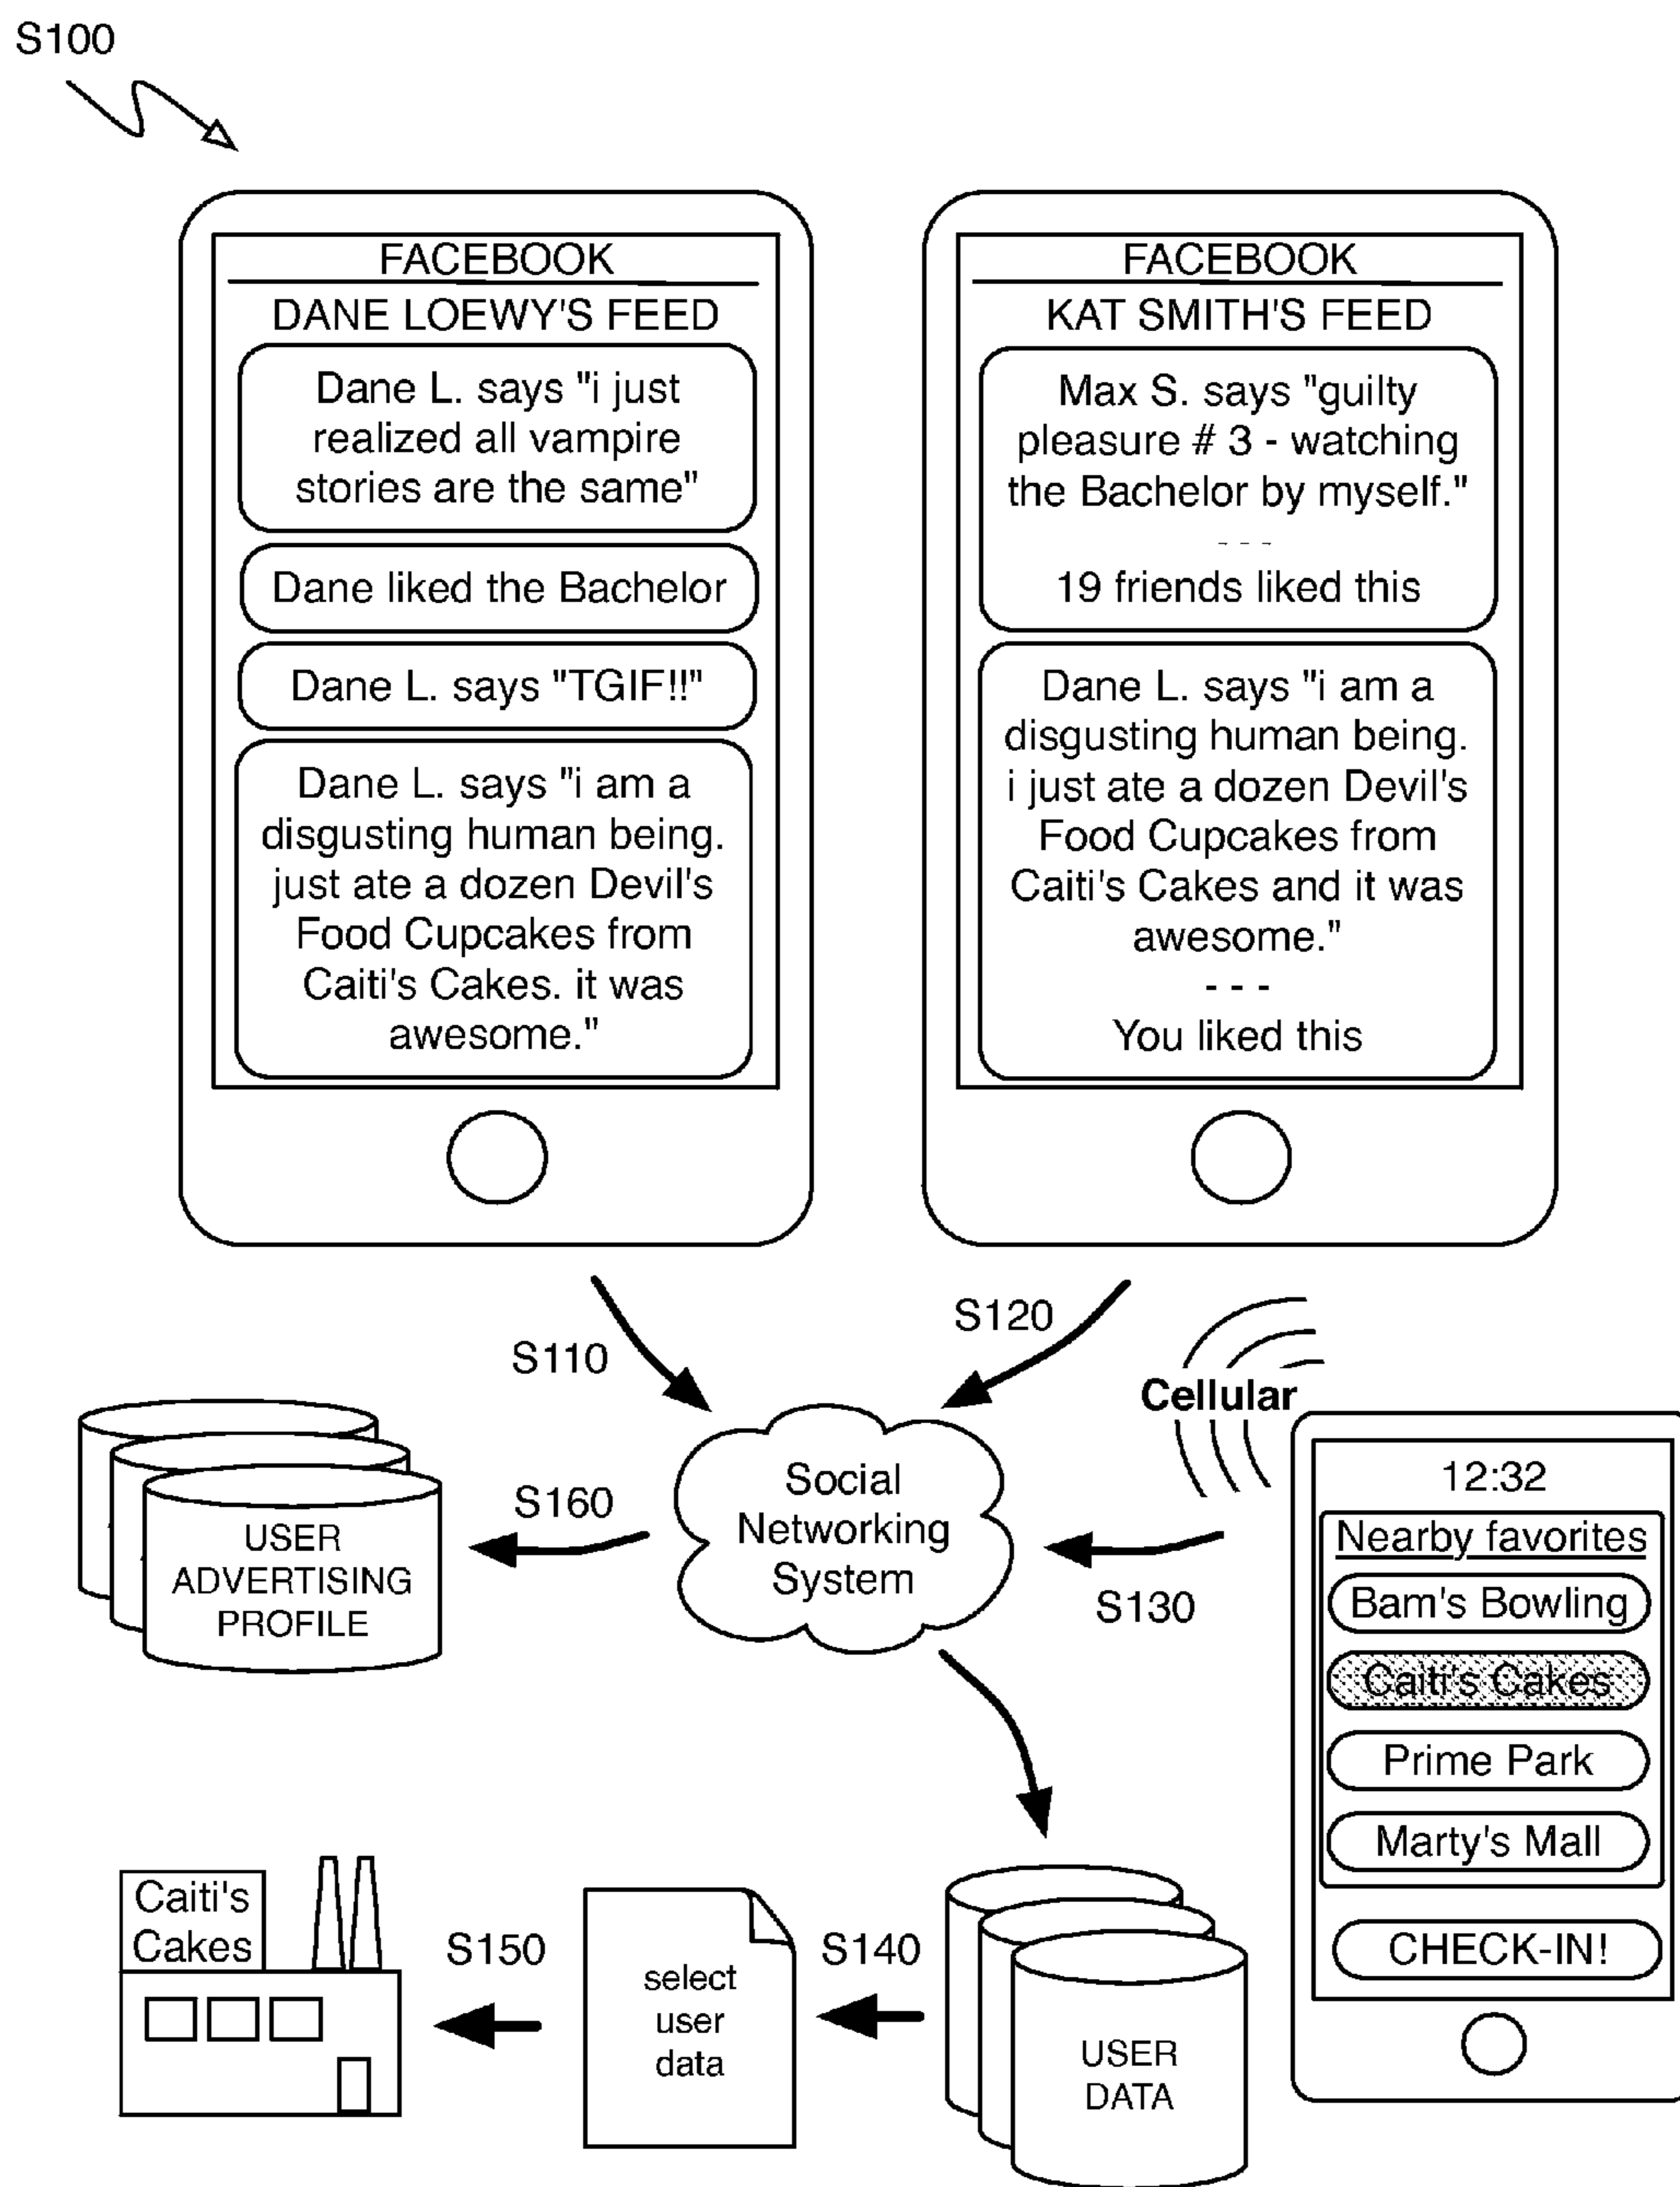 S100
FACEBOOK
DANE LOEWY'S FEED
Dane L. says "i just
realized all vampire
stories are the same"
Dane liked the Bachelor
Dane L. says "TGIF!!"
Dane L. says "i am a
disgusting human being.
just ate a dozen Devil's
Food Cupcakes from
Caiti's Cakes. it was
awesome."
FACEBOOK
KAT SMITH'S FEED
Max S. says "guilty
pleasure # 3 - watching
the Bachelor by myself."
- - -
19 friends liked this
Dane L. says "i am a
disgusting human being.
i just ate a dozen Devil's
Food Cupcakes from
Caiti's Cakes and it was
awesome."
- - -
You liked this
S110
S120
Cellular
USER
ADVERTISING
PROFILE
S160
Social
Networking
System
S130
12:32
Nearby favorites
Bam's Bowling
Caiti's Cakes
Prime Park
Marty's Mall
CHECK-IN!
Caiti's
Cakes
S150
select
user
data
S140
USER
DATA